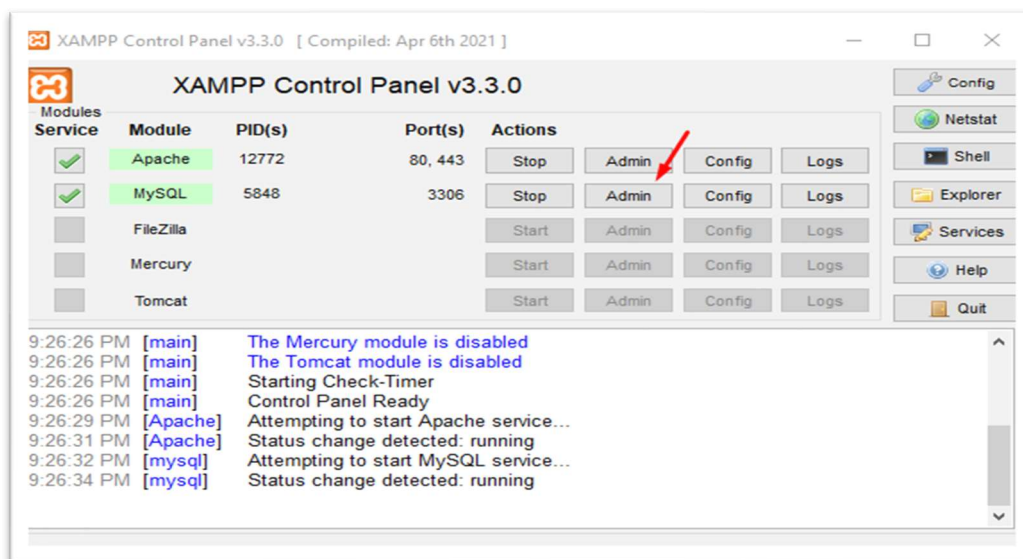 XAMPP Control Panel v3.3.0 [ Compiled: Apr 6th 2021 ]
XAMPP Control Panel v3.3.0
Config
Modules
Service Module PID(s) Port(s) Actions
Netstat
Apache 12772 80, 443 Stop Admin Config Logs
Shell
MySQL 5848 3306 Stop Admin Config Logs
Explorer
FileZilla Start Admin Config Logs
Services
Mercury Start Admin Config Logs
Help
Tomcat Start Admin Config Logs
Quit
9:26:26 PM [main] The Mercury module is disabled
9:26:26 PM [main] The Tomcat module is disabled
9:26:26 PM [main] Starting Check-Timer
9:26:26 PM [main] Control Panel Ready
9:26:29 PM [Apache] Attempting to start Apache service...
9:26:31 PM [Apache] Status change detected: running
9:26:32 PM [mysql] Attempting to start MySQL service...
9:26:34 PM [mysql] Status change detected: running